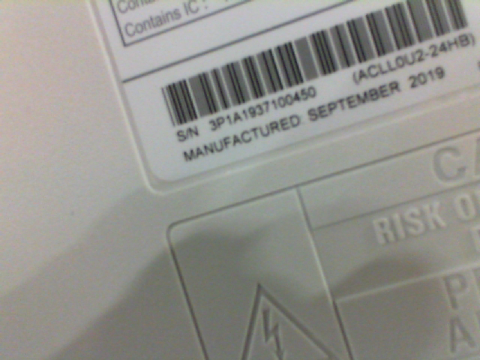 Contains IC :
(ACLL0U2-24HB)
S/N 3P1A1937100450
MANUFACTURED: SEPTEMBER 2019
RISK